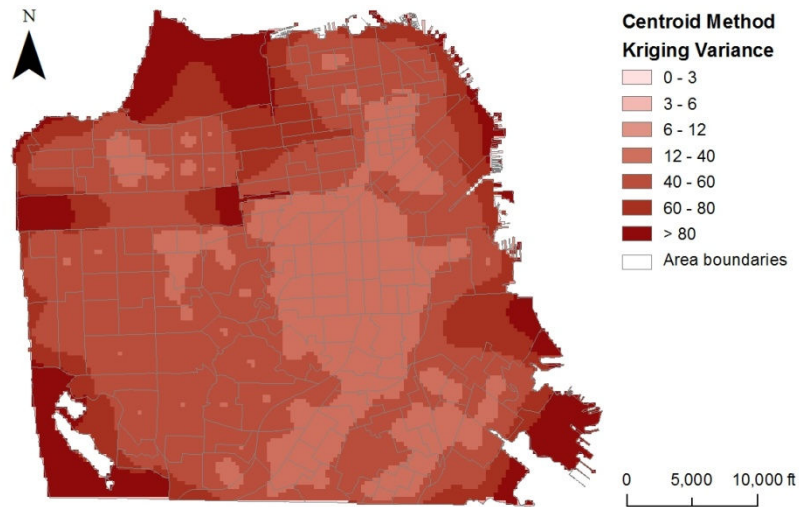 N
Centroid Method
Kriging Variance
0 - 3
3 - 6
6 - 12
12 - 40
40 - 60
60 - 80
> 80
Area boundaries
0 5,000 10,000 ft